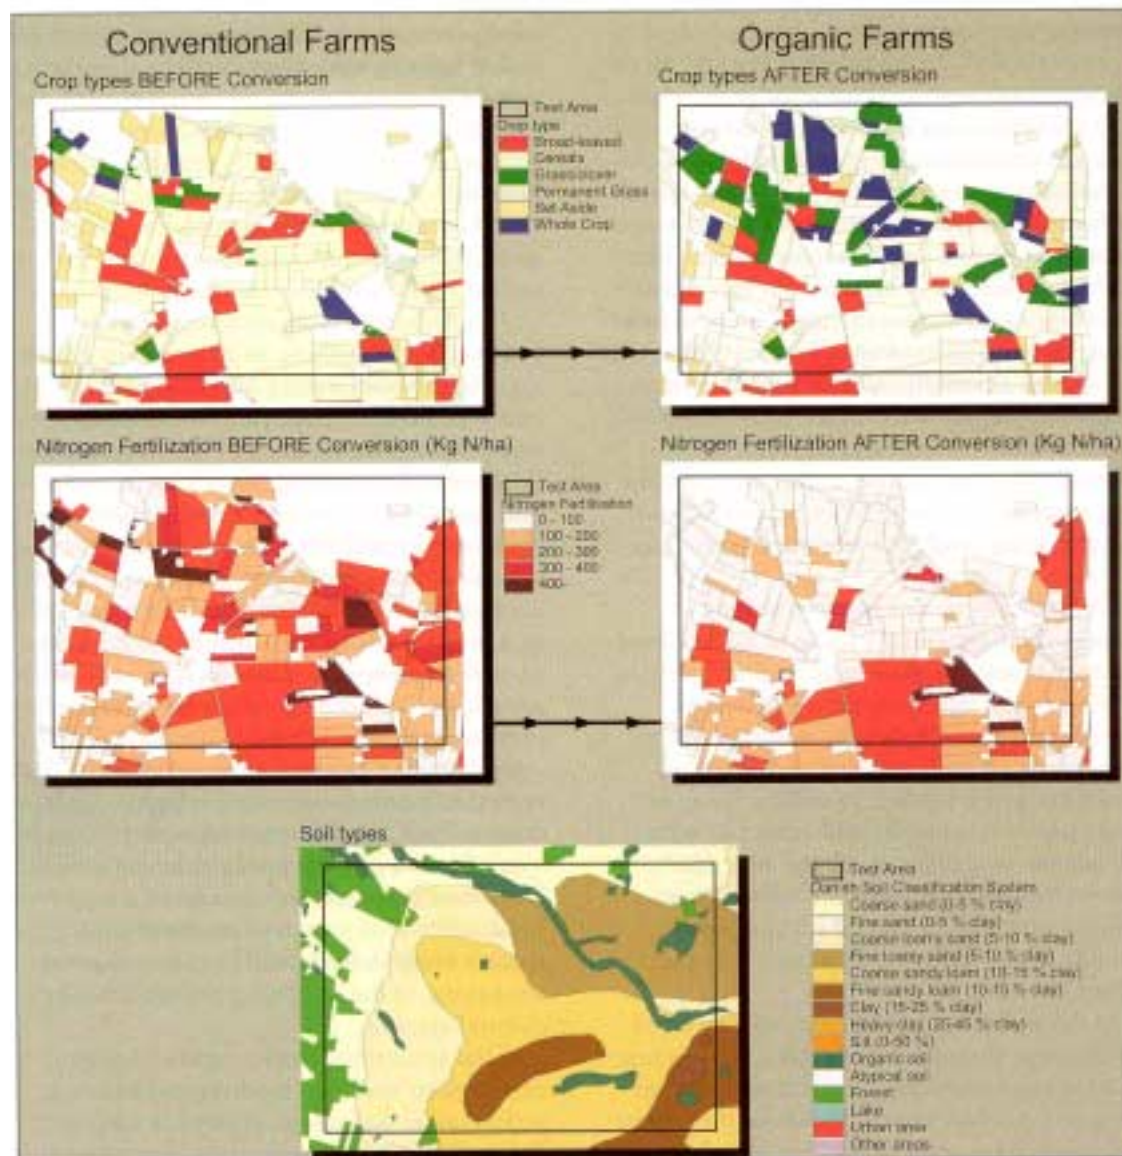 Conventional Farms
Organic Farms
Crop types BEFORE Conversion
Crop types AFTER Conversion
Test Area
Crop type
Broad-leaved
Cereals
Grass/clover
Permanent Grass
Set Aside
Whole Crop
Nitrogen Fertilization BEFORE Conversion (Kg N/ha)
Nitrogen Fertilization AFTER Conversion (Kg N/ha)
Test Area
Nitrogen Fertilization
0 - 100
100 - 200
200 - 300
300 - 400
400-
Soil types
Test Area
Danish Soil Classification System
Coarse sand (0-5 % clay)
Fine sand (0-5 % clay)
Coarse loamy sand (5-10 % clay)
Fine loamy sand (5-10 % clay)
Coarse sandy loam (10-15 % clay)
Fine sandy loam (10-15 % clay)
Clay (15-25 % clay)
Heavy clay (25-45 % clay)
Silt (0-50 %)
Organic soil
Atypical soil
Forest
Lake
Urban area
Other areas